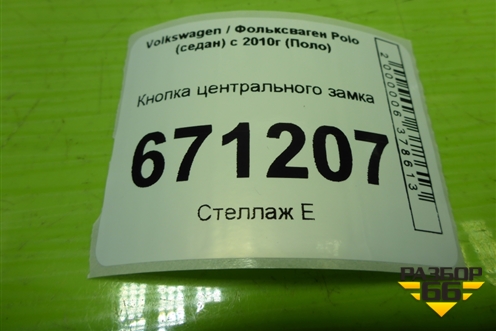 Volkswagen / Фольксваген Polo
(седан) с 2010г (Поло)
Кнопка центрального замка
671207
Стеллаж Е
2000006378613
РАЗБОР
66